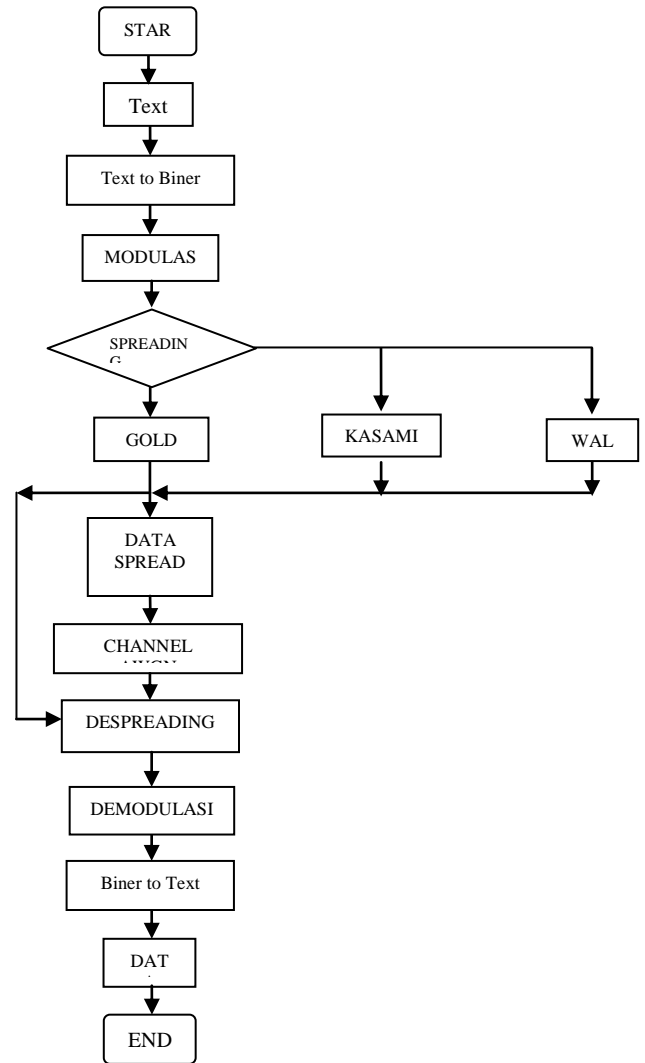 STAR
Text
Text to Biner
MODULAS
SPREADIN
G
GOLD
KASAMI
WAL
DATA
SPREAD
CHANNEL
AWGN
DESPREADING
DEMODULASI
Biner to Text
DAT
END